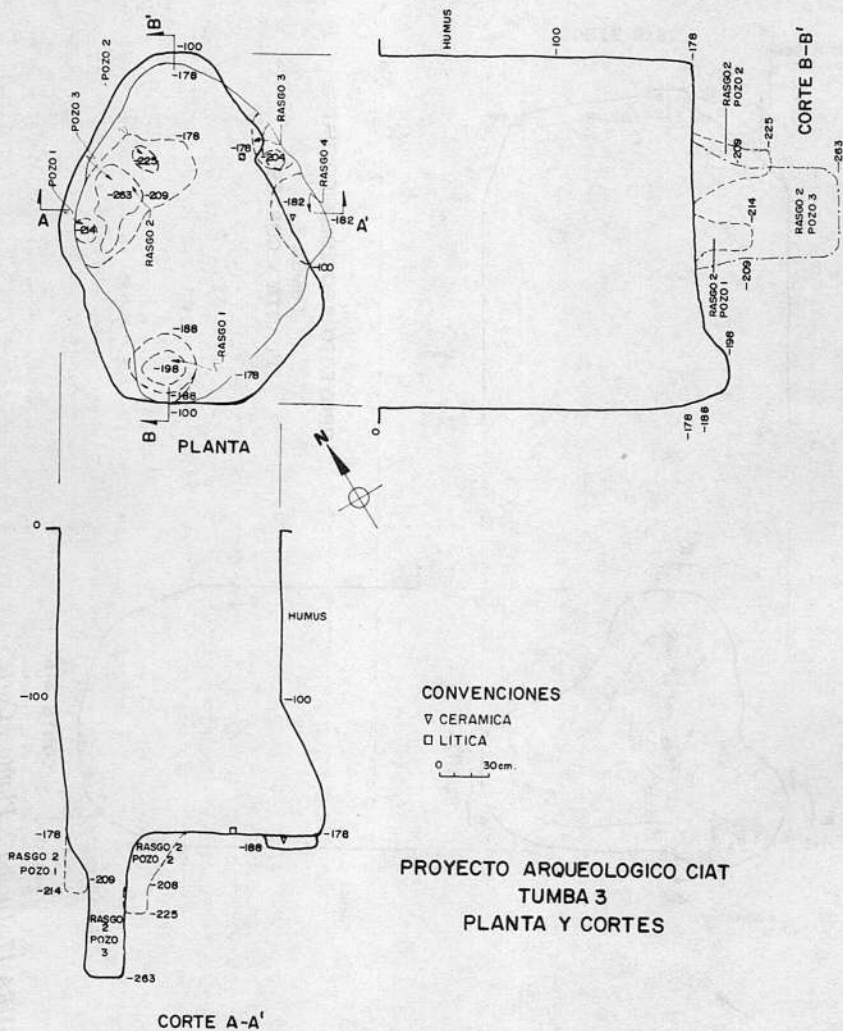 B'
-100
POZO 2
-178
POZO 3
RASGO 3
-178
POZO 1
-178
-204
RASGO 4
-225
-263
-209
-182
A
A'
-182
-214
RASGO 2
-100
-188
RASGO 1
-198
-178
-188
B
-100
PLANTA
N
HUMUS
-100
-178
CORTE B-B'
RASGO 2
POZO 2
-209
-225
-263
-214
RASGO 2
POZO 3
RASGO 2
POZO 1
-209
-198
0
-178
-188
0
HUMUS
-100
-100
CONVENCIONES
▽ CERAMICA
□ LITICA
0 30cm.
-178
RASGO 2
POZO 2
-188
-178
RASGO 2
POZO 1
-209
-208
-214
-225
RASGO
2
POZO
3
-263
PROYECTO ARQUEOLOGICO CIAT
TUMBA 3
PLANTA Y CORTES
CORTE A-A'